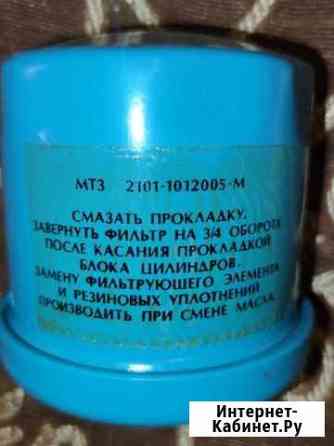 МТЗ 2101-1012005-М
СМАЗАТЬ ПРОКЛАДКУ.
ЗАВЕРНУТЬ ФИЛЬТР НА 3/4 ОБОРОТА
ПОСЛЕ КАСАНИЯ ПРОКЛАДКОЙ
БЛОКА ЦИЛИНДРОВ.
ЗАМЕНУ ФИЛЬТРУЮЩЕГО ЭЛЕМЕНТА
И РЕЗИНОВЫХ УПЛОТНЕНИЙ
ПРОИЗВОДИТЬ ПРИ СМЕНЕ МАСЛА.
Интернет-
Кабинет.Ру